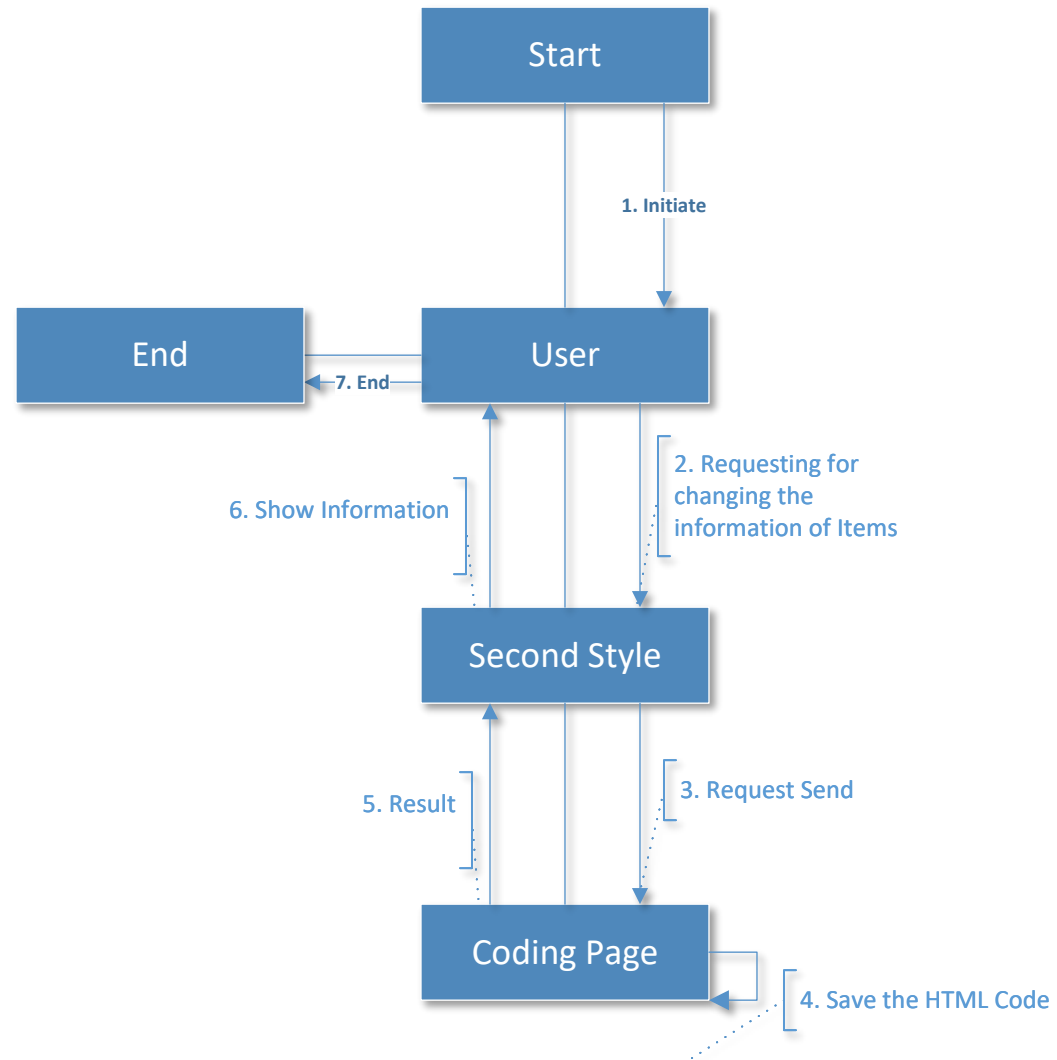 Start
1. Initiate
End
User
7. End
2. Requesting for
changing the
information of Items
6. Show Information
Second Style
3. Request Send
5. Result
Coding Page
4. Save the HTML Code